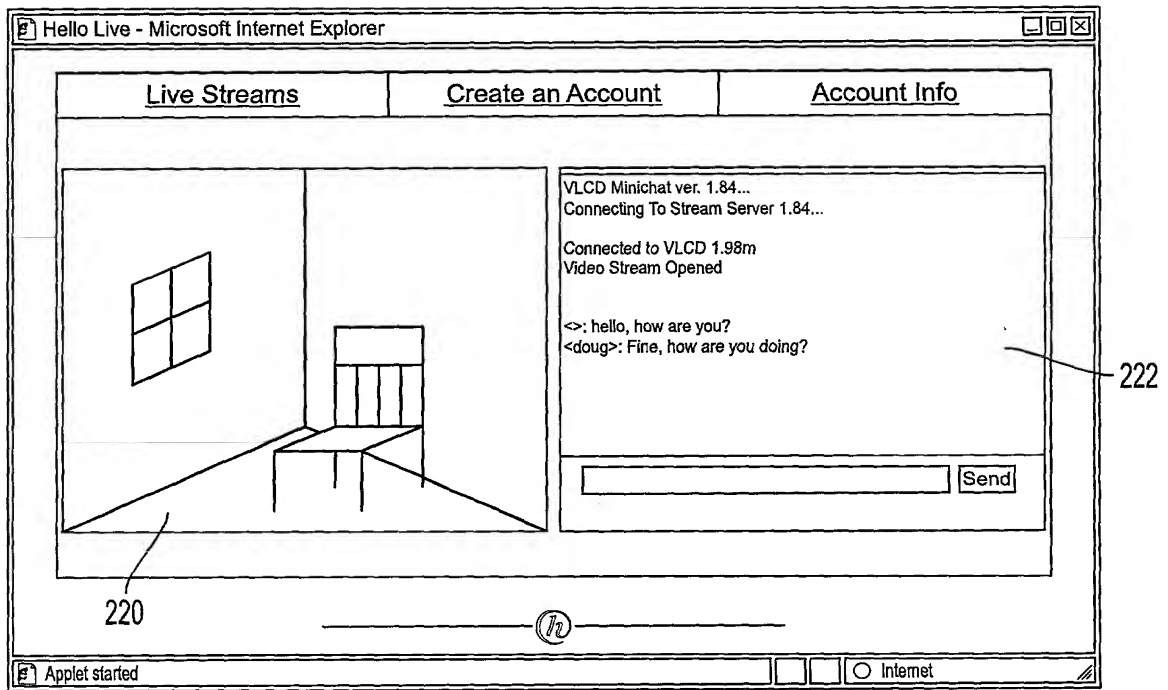 Hello Live - Microsoft Internet Explorer
Live Streams
Create an Account
Account Info
VLCD Minichat ver. 1.84...
Connecting To Stream Server 1.84...
Connected to VLCD 1.98m
Video Stream Opened
<>: hello, how are you?
<doug>: Fine, how are you doing?
Send
222
220
h
Applet started
Internet